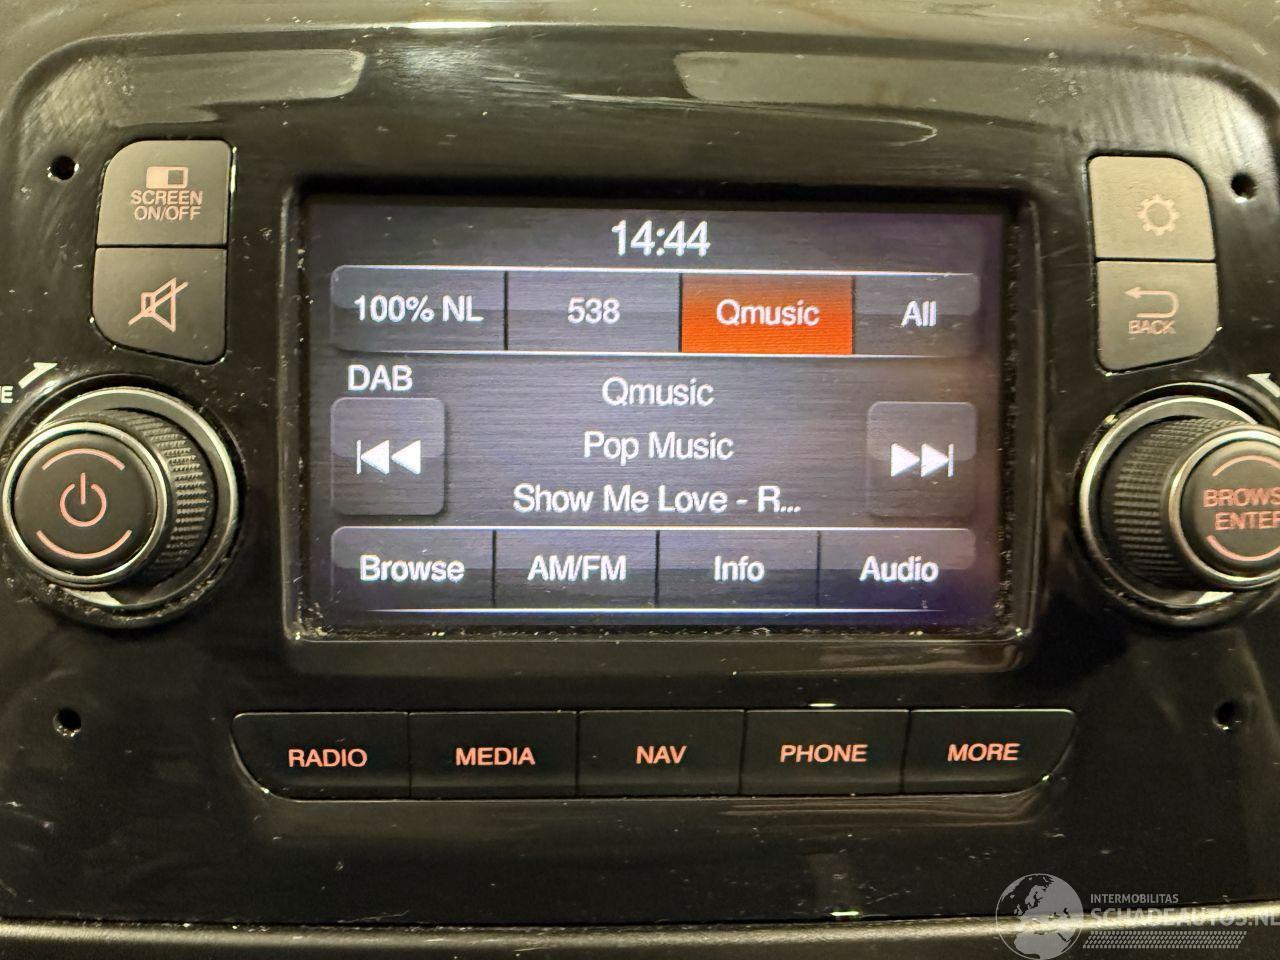 SCREEN
ON/OFF
14:44
100% NL
538
Qmusic
All
BACK
DAB
Qmusic
Pop Music
Show Me Love - R...
BROWS
ENTER
Browse
AM/FM
Info
Audio
RADIO
MEDIA
NAV
PHONE
MORE
INTERMOBILITAS
SCHADEAUTOS.NL